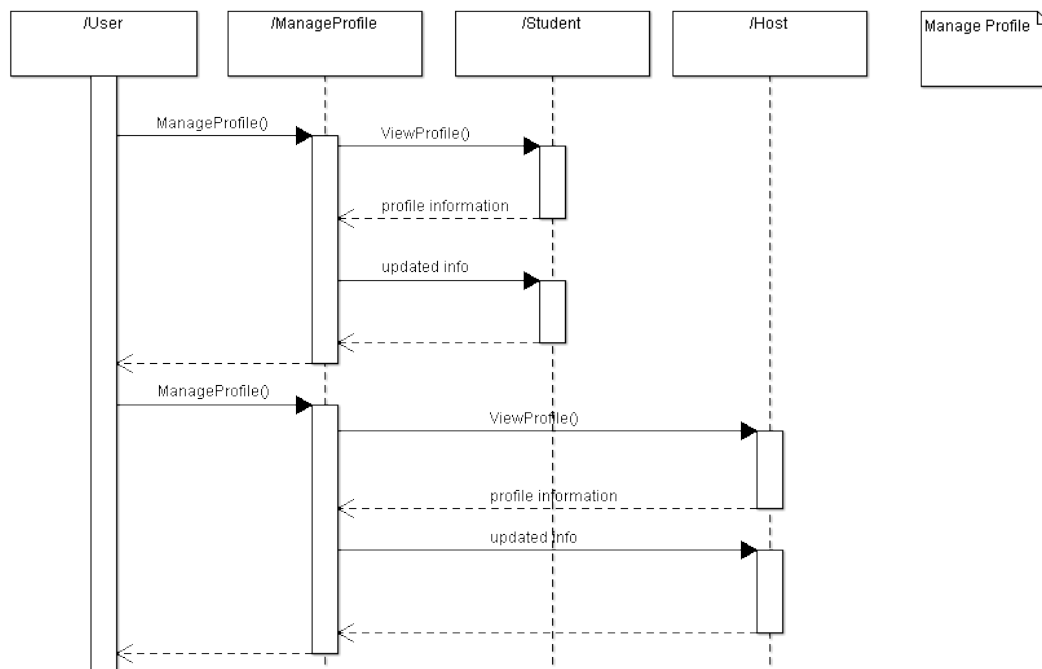 /User
/ManageProfile
/Student
/Host
Manage Profile
ManageProfile()
ViewProfile()
profile information
updated info
ManageProfile()
ViewProfile()
profile information
updated info